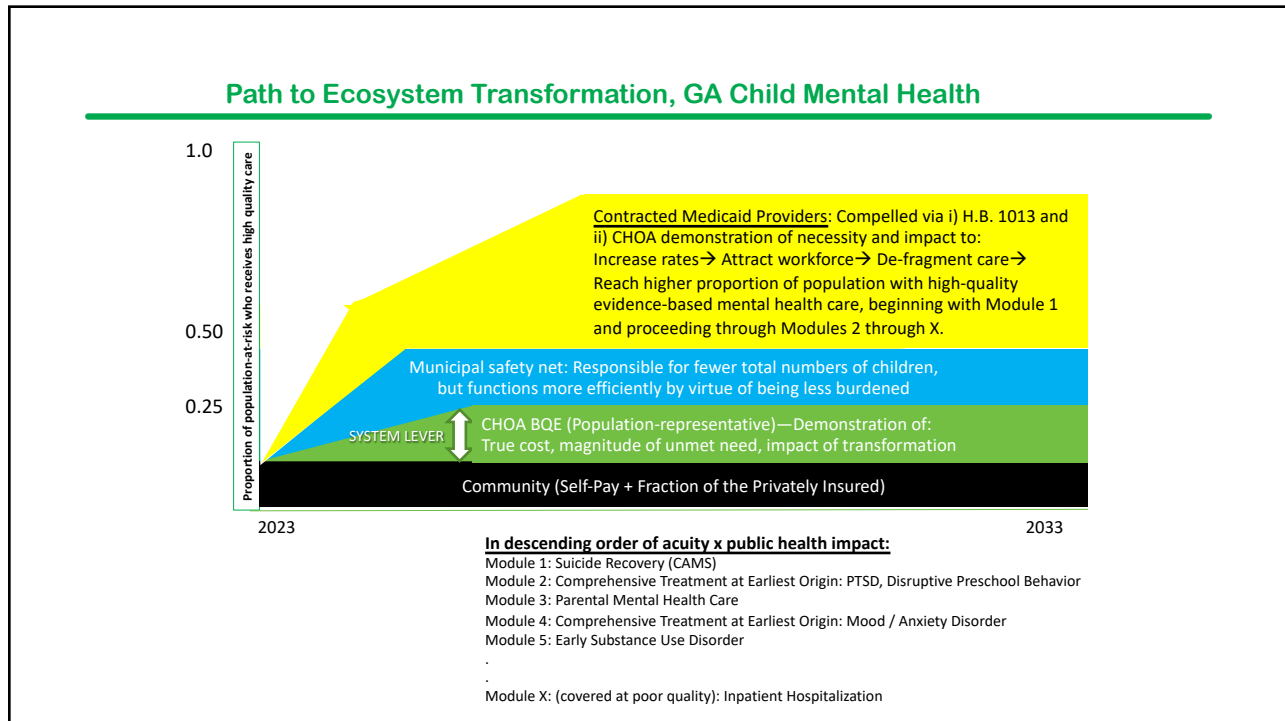 Path to Ecosystem Transformation, GA Child Mental Health
1.0
0.50
0.25
Proportion of population-at-risk who receives high quality care
Contracted Medicaid Providers: Compelled via i) H.B. 1013 and
ii) CHOA demonstration of necessity and impact to:
Increase rates→ Attract workforce→ De-fragment care→
Reach higher proportion of population with high-quality
evidence-based mental health care, beginning with Module 1
and proceeding through Modules 2 through X.
Municipal safety net: Responsible for fewer total numbers of children,
but functions more efficiently by virtue of being less burdened
SYSTEM LEVER
CHOA BQE (Population-representative)—Demonstration of:
True cost, magnitude of unmet need, impact of transformation
Community (Self-Pay + Fraction of the Privately Insured)
2023
2033
In descending order of acuity x public health impact:
Module 1: Suicide Recovery (CAMS)
Module 2: Comprehensive Treatment at Earliest Origin: PTSD, Disruptive Preschool Behavior
Module 3: Parental Mental Health Care
Module 4: Comprehensive Treatment at Earliest Origin: Mood / Anxiety Disorder
Module 5: Early Substance Use Disorder
.
.
Module X: (covered at poor quality): Inpatient Hospitalization